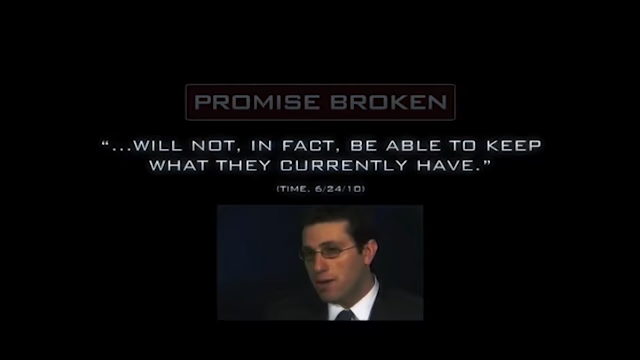 PROMISE BROKEN
“...WILL NOT, IN FACT, BE ABLE TO KEEP
WHAT THEY CURRENTLY HAVE.”
(TIME, 6/24/10)